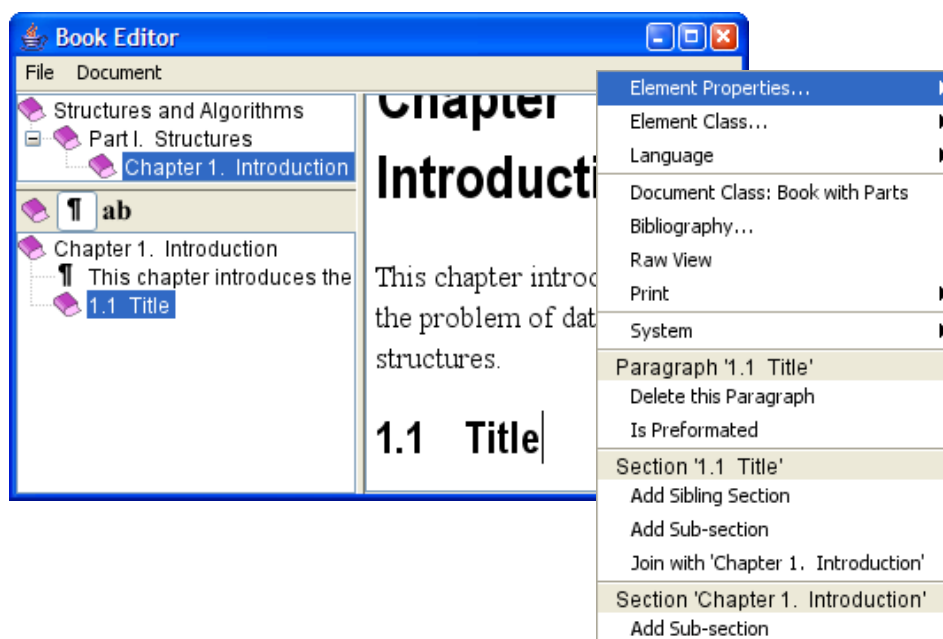 Book Editor
File Document
Structures and Algorithms
Part I. Structures
Chapter 1. Introduction
¶ ab
Chapter 1. Introduction
¶ This chapter introduces the
1.1 Title
Chapter
Introducti
This chapter introd
the problem of dat
structures.
1.1 Title
Element Properties...
Element Class...
Language
Document Class: Book with Parts
Bibliography...
Raw View
Print
System
Paragraph '1.1 Title'
Delete this Paragraph
Is Preformated
Section '1.1 Title'
Add Sibling Section
Add Sub-section
Join with 'Chapter 1. Introduction'
Section 'Chapter 1. Introduction'
Add Sub-section